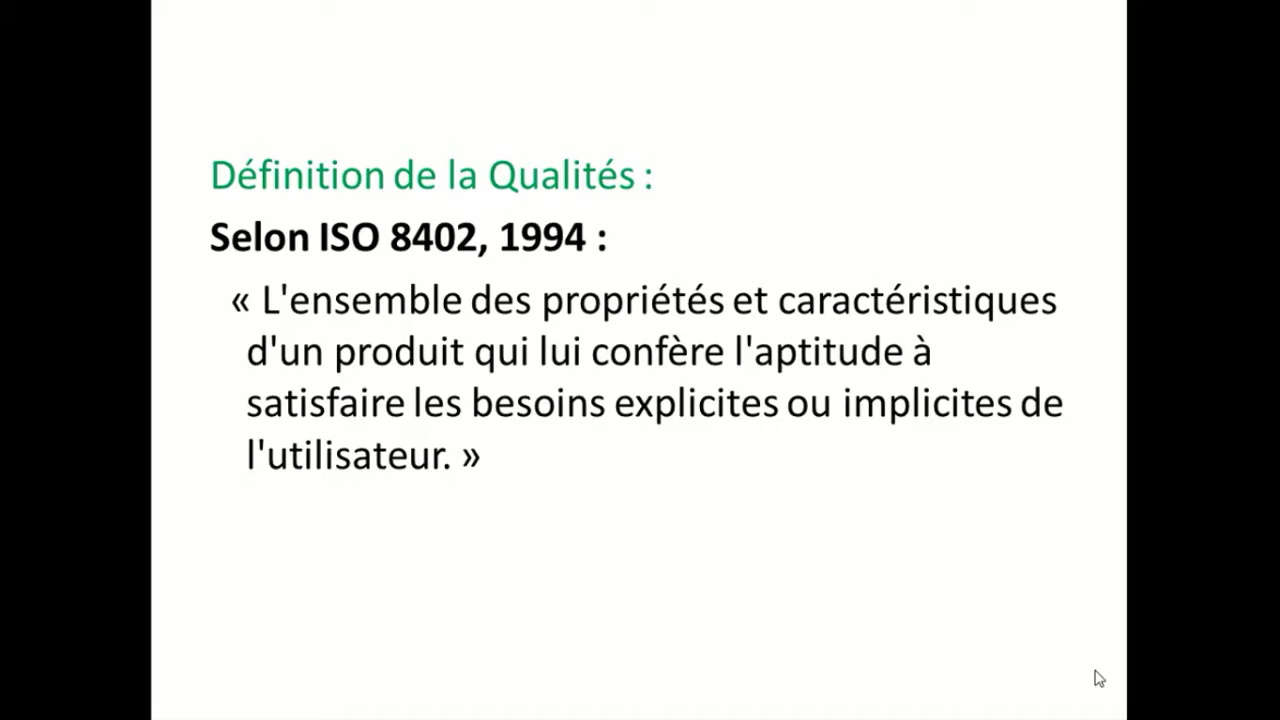 Définition de la Qualités :
Selon ISO 8402, 1994 :
« L'ensemble des propriétés et caractéristiques
d'un produit qui lui confère l'aptitude à
satisfaire les besoins explicites ou implicites de
l'utilisateur. »